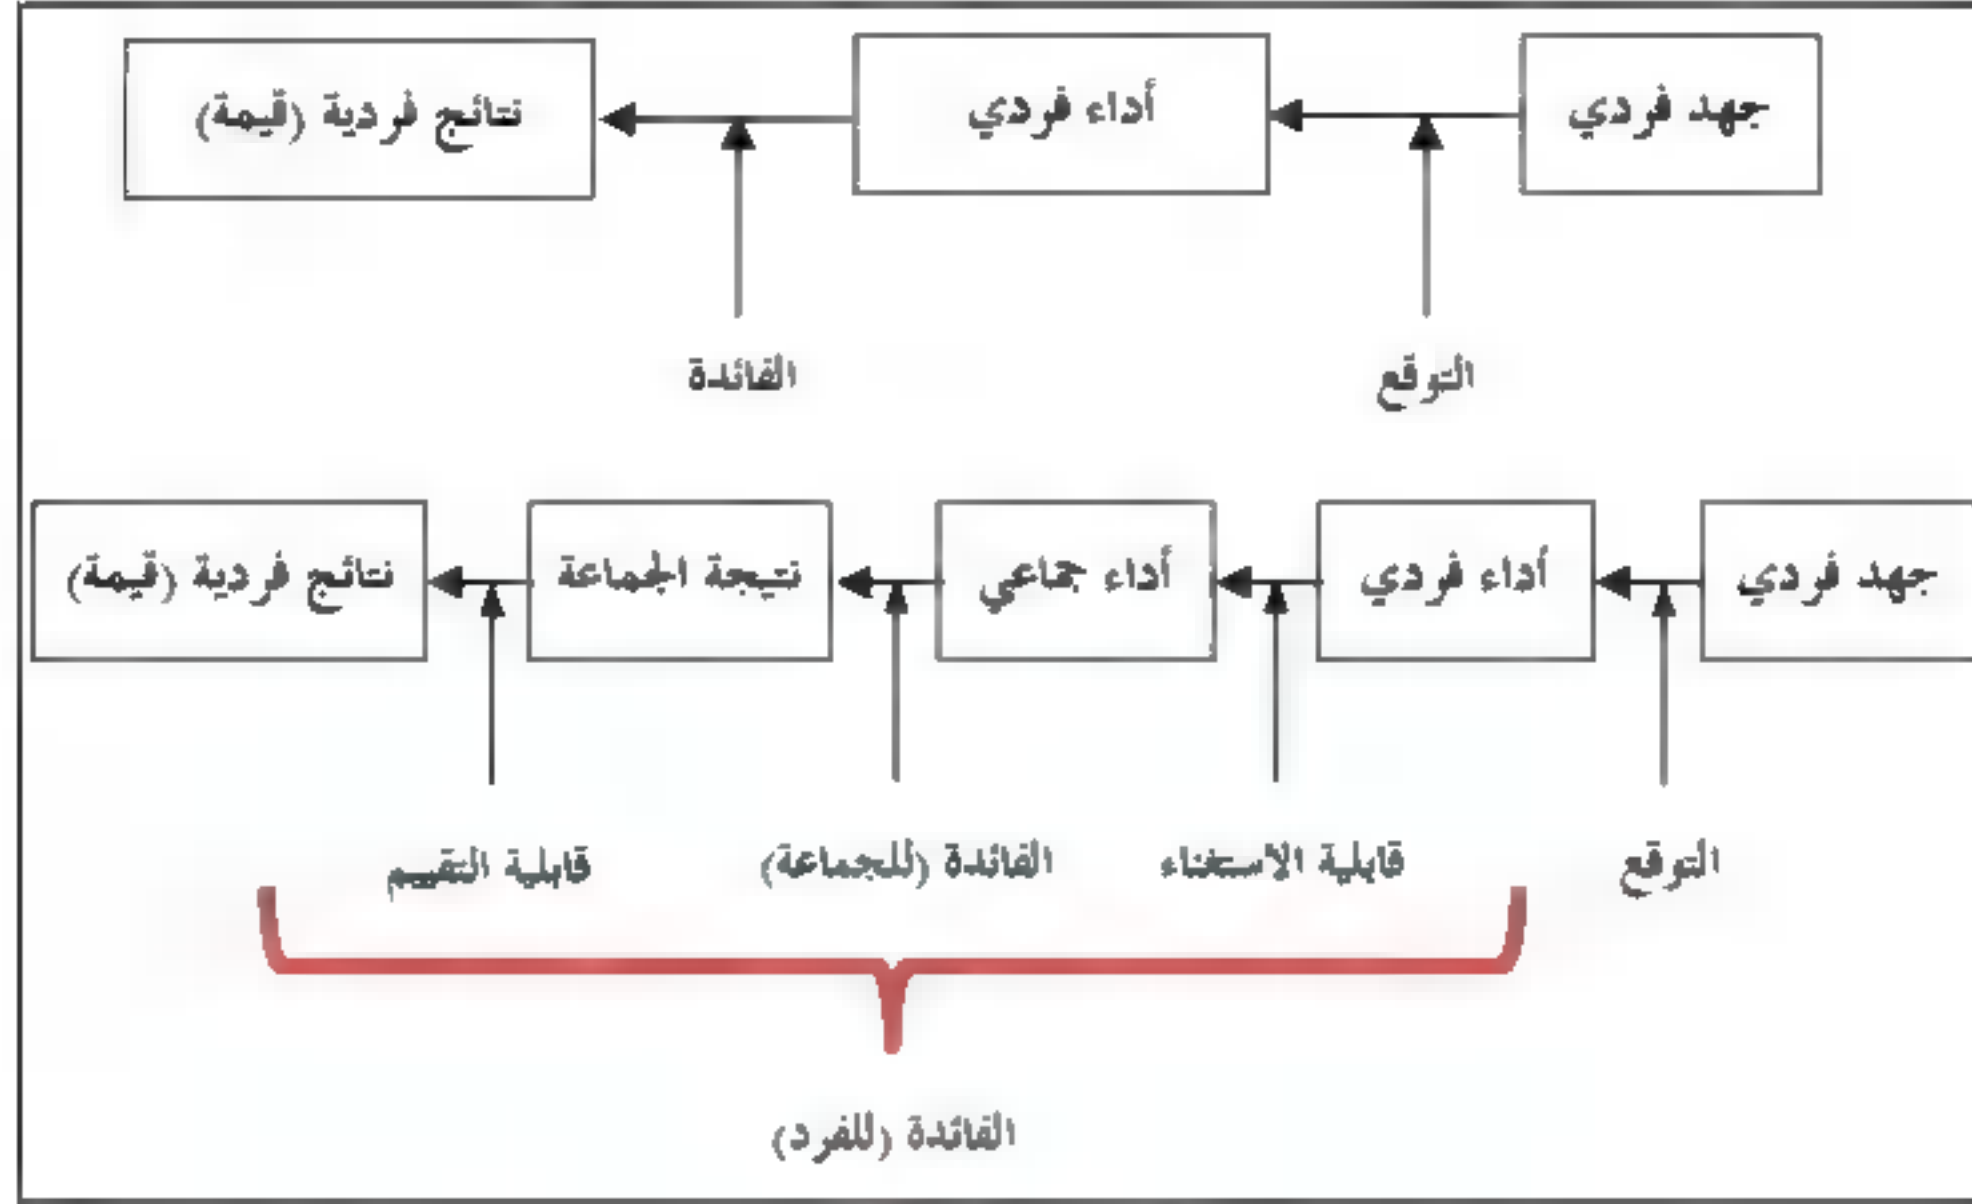 جهد فردي
أداء فردي
نتائج فردية (قيمة)
التوقع
الفائدة
جهد فردي
أداء فردي
أداء جماعي
نتيجة الجماعة
نتائج فردية (قيمة)
التوقع
قابلية الاستغناء
الفائدة (للجماعة)
قابلية التقييم
الفائدة (للفرد)